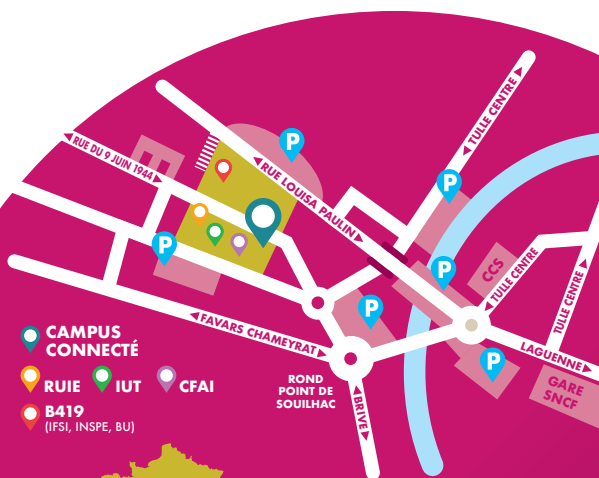 P
TULLE CENTRE
RUE DU 9 JUIN 1944
RUE LOUISA PAULIN
P
P
P
CCS
TULLE CENTRE
TULLE CENTRE
P
FAVARS CHAMEYRAT
LAGUENNE
P
CAMPUS
CONNECTÉ
RUIE
IUT
CFAI
B419
(IFSI, INSPE, BU)
ROND
POINT DE
SOUILHAC
BRIVE
GARE
SNCF